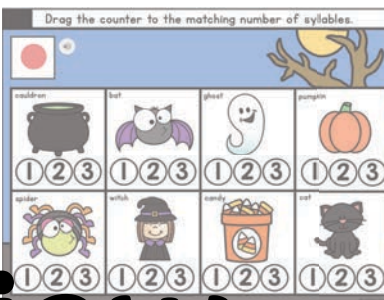 Drag the counter to the matching number of syllables.
cauldron
bat
ghost
pumpkin
1 2 3
1 2 3
1 2 3
1 2 3
spider
witch
candy
cat
1 2 3
1 2 3
1 2 3
1 2 3